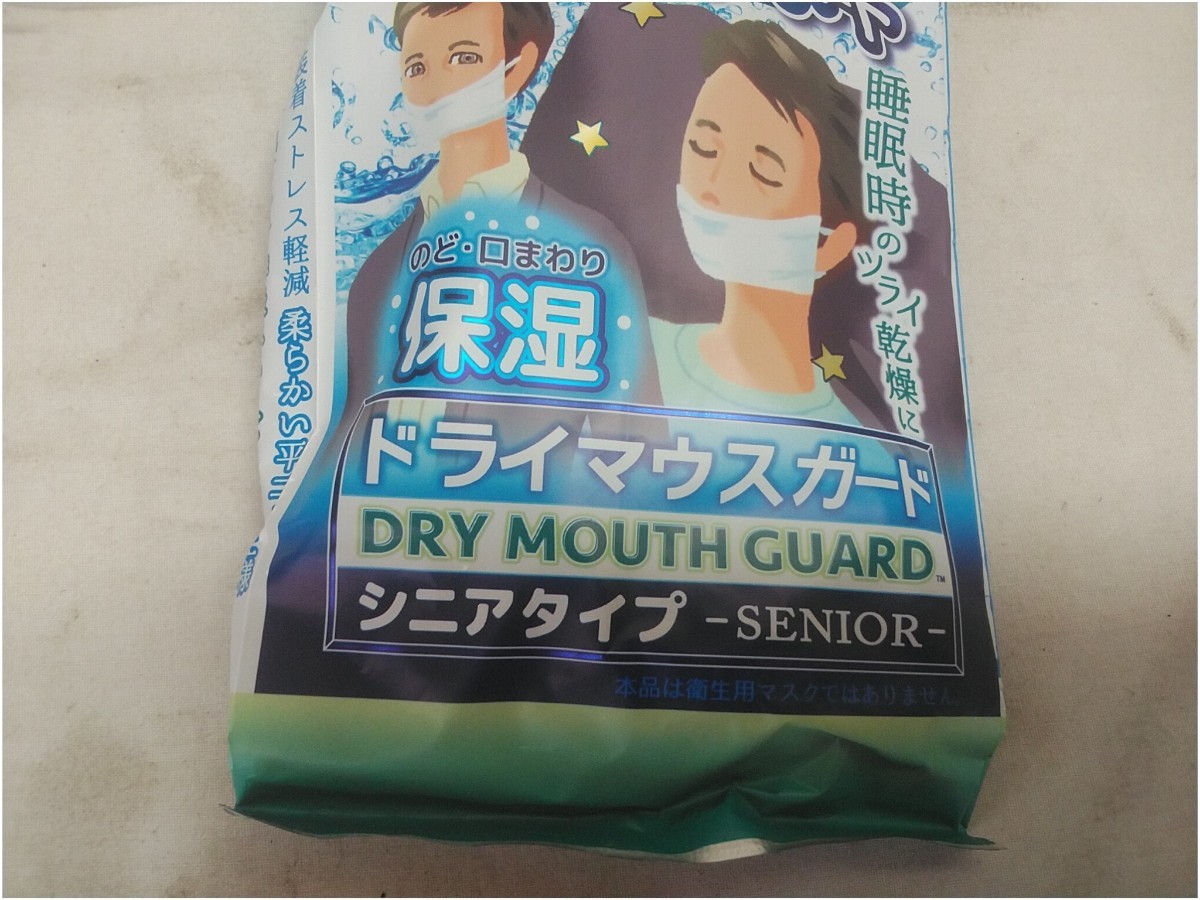 睡眠時のツライ乾燥に
装着ストレス軽減 柔らかい平
のど・口まわり
保湿
ドライマウスガード
DRY MOUTH GUARD™
シニアタイプ -SENIOR-
本品は衛生用マスクではありません。